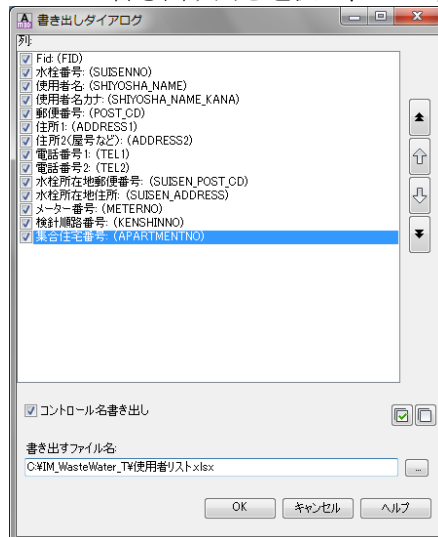 書き出しダイアログ
列:
Fid: (FID)
水栓番号: (SUISENNO)
使用者名: (SHIYOSHA_NAME)
使用者名カナ: (SHIYOSHA_NAME_KANA)
郵便番号: (POST_CD)
住所1: (ADDRESS1)
住所2(屋号など): (ADDRESS2)
電話番号1: (TEL1)
電話番号2: (TEL2)
水栓所在地郵便番号: (SUISEN_POST_CD)
水栓所在地住所: (SUISEN_ADDRESS)
メーター番号: (METERNO)
検針順路番号: (KENSHINNO)
集合住宅番号: (APARTMENTNO)
コントロール名書き出し
書き出すファイル名:
C:¥IM_WasteWater_T¥使用者リスト.xlsx
...
OK キャンセル ヘルプ